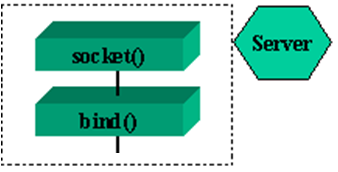 socket()
Server
bind()